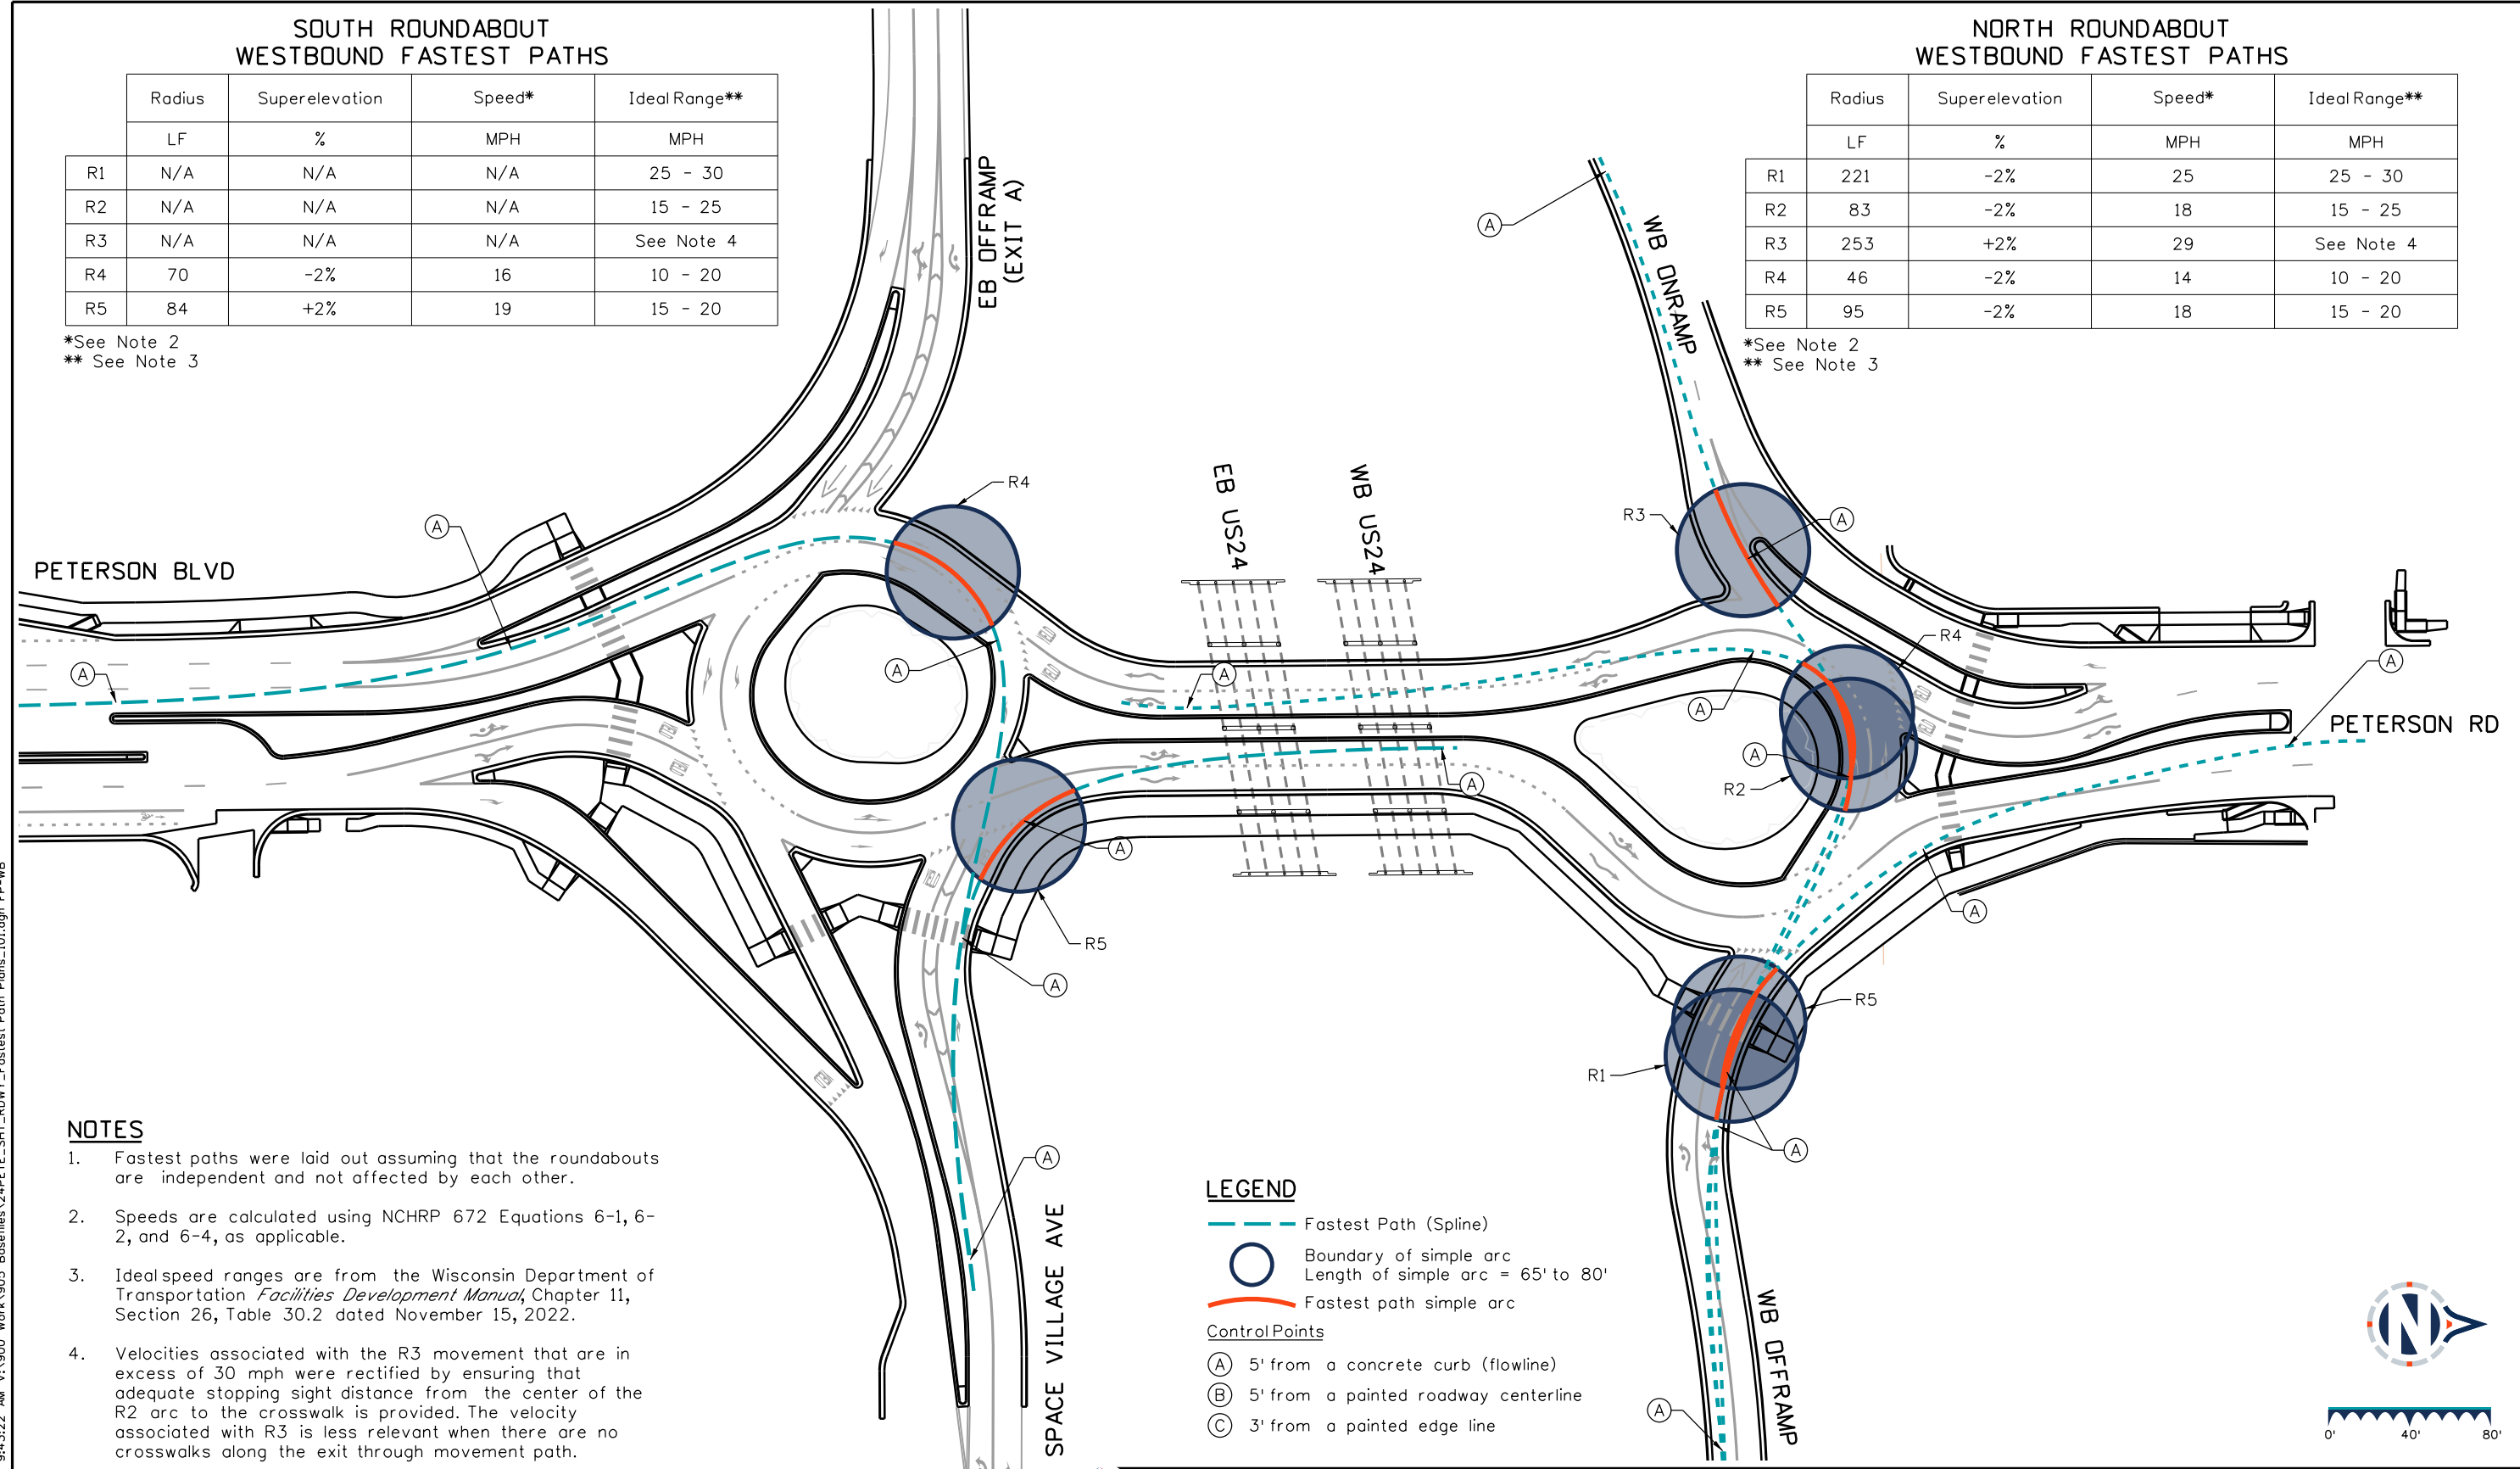 SOUTH ROUNDABOUT
WESTBOUND FASTEST PATHS
Radius Superelevation Speed* Ideal Range**
LF % MPH MPH
R1 N/A N/A N/A 25 - 30
R2 N/A N/A N/A 15 - 25
R3 N/A N/A N/A See Note 4
R4 70 -2% 16 10 - 20
R5 84 +2% 19 15 - 20
*See Note 2
** See Note 3
NORTH ROUNDABOUT
WESTBOUND FASTEST PATHS
Radius Superelevation Speed* Ideal Range**
LF % MPH MPH
R1 221 -2% 25 25 - 30
R2 83 -2% 18 15 - 25
R3 253 +2% 29 See Note 4
R4 46 -2% 14 10 - 20
R5 95 -2% 18 15 - 20
*See Note 2
** See Note 3
EB OFFRAMP
(EXIT A)
WB ONRAMP
A
R4
EB US24
WB US24
R3
A
A
PETERSON BLVD
R4
A
A
A
A
A
PETERSON RD
A
R2
A
A
A
R5
A
A
R5
R1
A
A
SPACE VILLAGE AVE
WB OFFRAMP
A
NOTES
1. Fastest paths were laid out assuming that the roundabouts
are independent and not affected by each other.
2. Speeds are calculated using NCHRP 672 Equations 6-1, 6-
2, and 6-4, as applicable.
3. Ideal speed ranges are from the Wisconsin Department of
Transportation Facilities Development Manual, Chapter 11,
Section 26, Table 30.2 dated November 15, 2022.
4. Velocities associated with the R3 movement that are in
excess of 30 mph were rectified by ensuring that
adequate stopping sight distance from the center of the
R2 arc to the crosswalk is provided. The velocity
associated with R3 is less relevant when there are no
crosswalks along the exit through movement path.
LEGEND
Fastest Path (Spline)
Boundary of simple arc
Length of simple arc = 65' to 80'
Fastest path simple arc
Control Points
A 5' from a concrete curb (flowline)
B 5' from a painted roadway centerline
C 3' from a painted edge line
N
0' 40' 80'